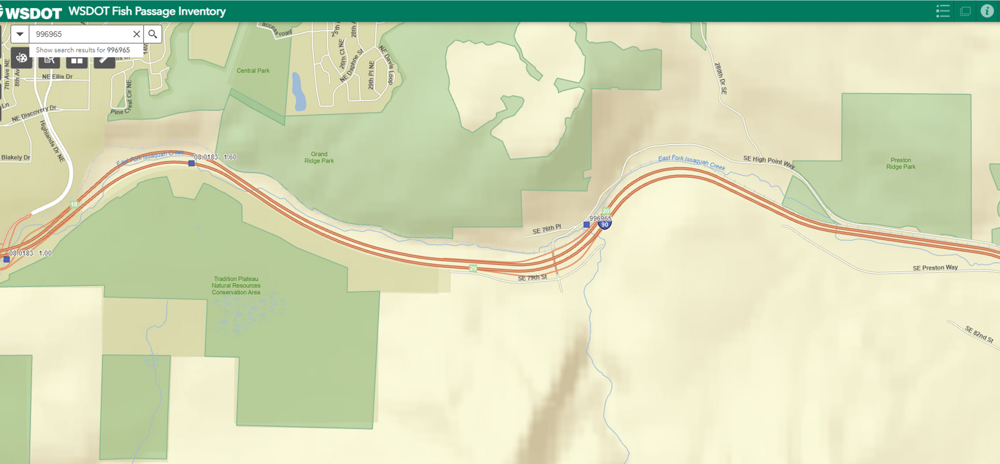 WSDOT WSDOT Fish Passage Inventory
996965
Show search results for 996965
access road
25th A
28th A
14th
7th Ave NE
8th Av
NE Ellis Dr
Crest Cir NE
Pine
Ln
NE Discovery Dr
Highlands Dr NE
Blakely Dr
Central Park
26th Ct NE
NE Daphne St
29th Pl NE
NE Davis Loop
280th Dr SE
East Fork Issaquah Creek
08.0183 1.60
Grand
Ridge Park
East Fork Issaquah Creek
SE High Point Way
Preston
Ridge Park
18
20
996965
90
SE 76th Pl
08.0183 1.00
20
SE 79th St
SE Preston Way
Tradition Plateau
Natural Resources
Conservation Area
SE 82nd St